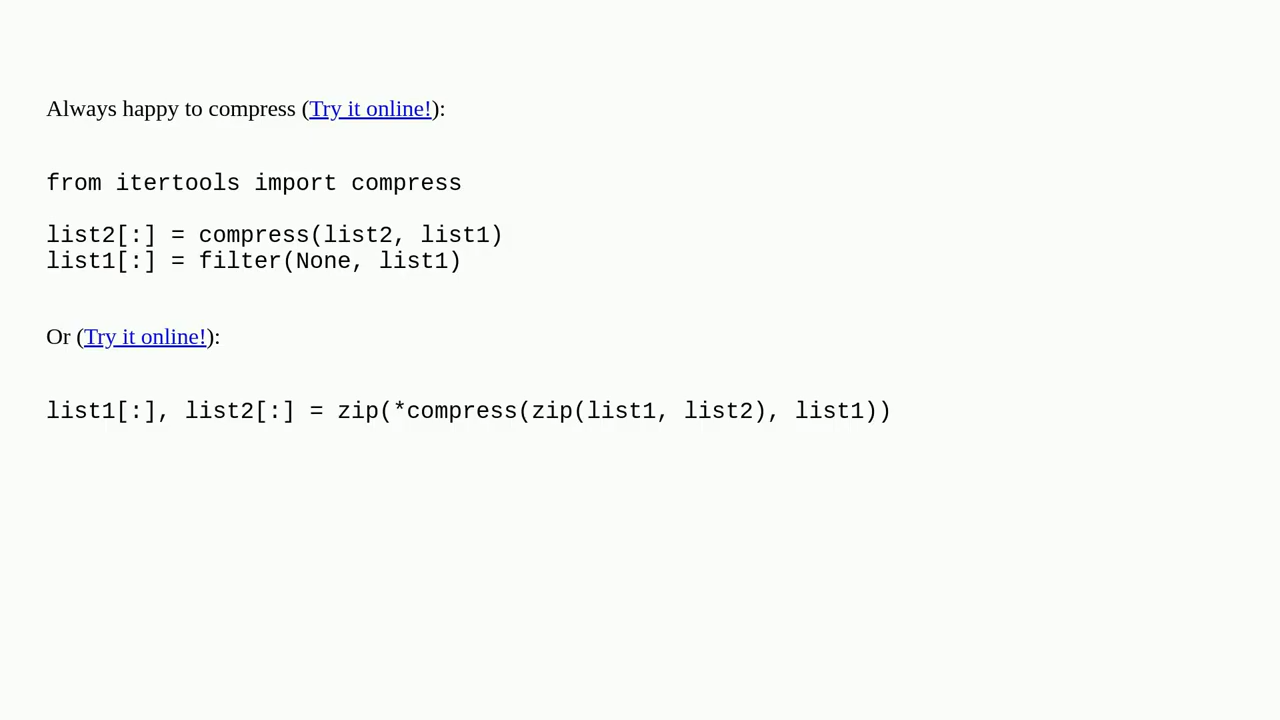 Always happy to compress (Try it online!):
from itertools import compress
list2[:] = compress(list2, list1)
list1[:] = filter(None, list1)
Or (Try it online!):
list1[:], list2[:] = zip(*compress(zip(list1, list2), list1))